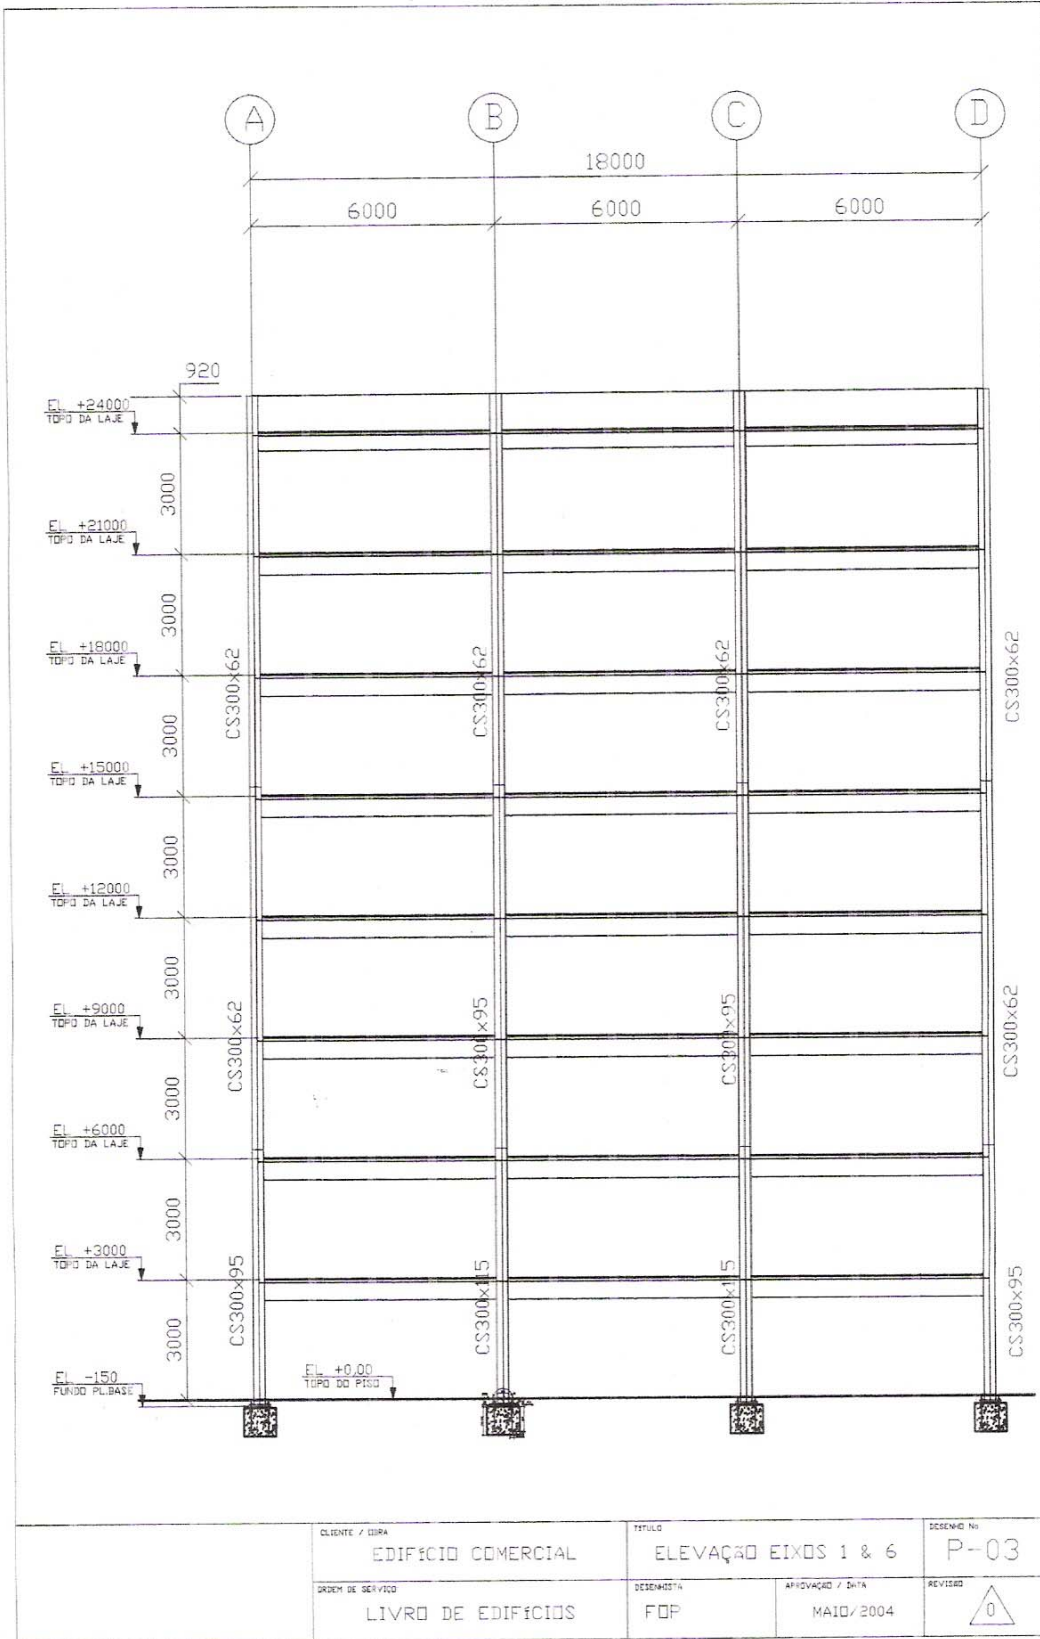 A
B
C
D
18000
6000
6000
6000
920
EL +24000
TOPO DA LAJE
3000
EL +21000
TOPO DA LAJE
3000
EL +18000
TOPO DA LAJE
CS300x62
CS300x62
CS300x62
CS300x62
3000
EL +15000
TOPO DA LAJE
3000
EL +12000
TOPO DA LAJE
3000
EL +9000
TOPO DA LAJE
CS300x62
CS300x95
CS300x95
CS300x62
3000
EL +6000
TOPO DA LAJE
3000
EL +3000
TOPO DA LAJE
CS300x95
CS300x115
CS300x115
CS300x95
3000
EL -150
FUNDO PL.BASE
EL +0,00
TOPO DO PISO
CLIENTE / OBRA
EDIFÍCIO COMERCIAL
TÍTULO
ELEVAÇÃO EIXOS 1 & 6
DESENHO No
P-03
ORDEM DE SERVIÇO
LIVRO DE EDIFÍCIOS
DESENHISTA
FOP
APROVAÇÃO / DATA
MAIO/2004
REVISÃO
0